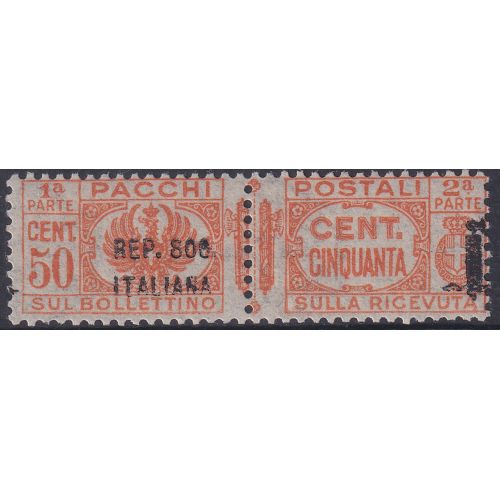 1ª PARTE
PACCHI
CENT.
50
REP. SOC.
ITALIANA
SUL BOLLETTINO
POSTALI
2ª PARTE
CENT.
CINQUANTA
SULLA RICEVUTA